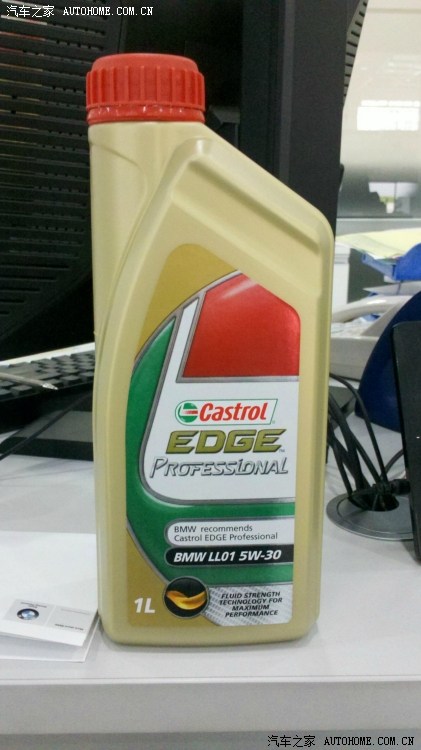 汽车之家 AUTOHOME.COM.CN
Castrol
EDGE
PROFESSIONAL
BMW recommends
Castrol EDGE Professional
BMW LL01 5W-30
1L
FLUID STRENGTH
TECHNOLOGY FOR
MAXIMUM
PERFORMANCE
汽车之家 AUTOHOME.COM.CN